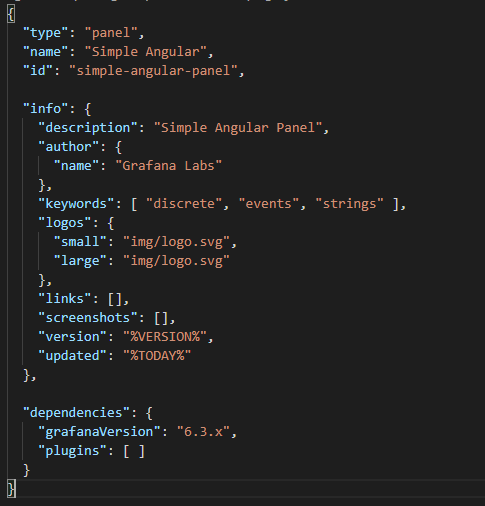 {
"type": "panel",
"name": "Simple Angular",
"id": "simple-angular-panel",
"info": {
"description": "Simple Angular Panel",
"author": {
"name": "Grafana Labs"
},
"keywords": [ "discrete", "events", "strings" ],
"logos": {
"small": "img/logo.svg",
"large": "img/logo.svg"
},
"links": [],
"screenshots": [],
"version": "%VERSION%",
"updated": "%TODAY%"
},
"dependencies": {
"grafanaVersion": "6.3.x",
"plugins": [ ]
}
}